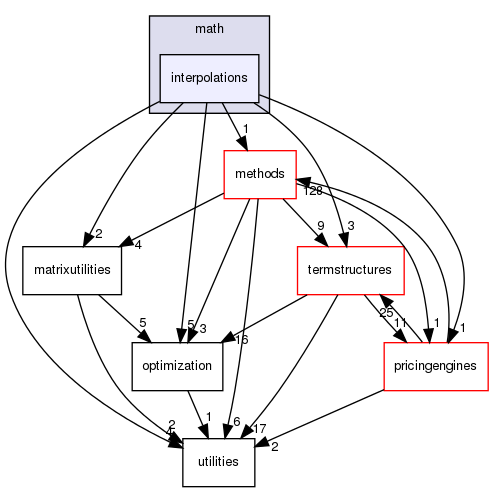 math
interpolations
1
methods
128
2
4
9
3
matrixutilities
termstructures
5
5
3
16
25
11
1
1
optimization
pricingengines
1
2
6
17
2
utilities